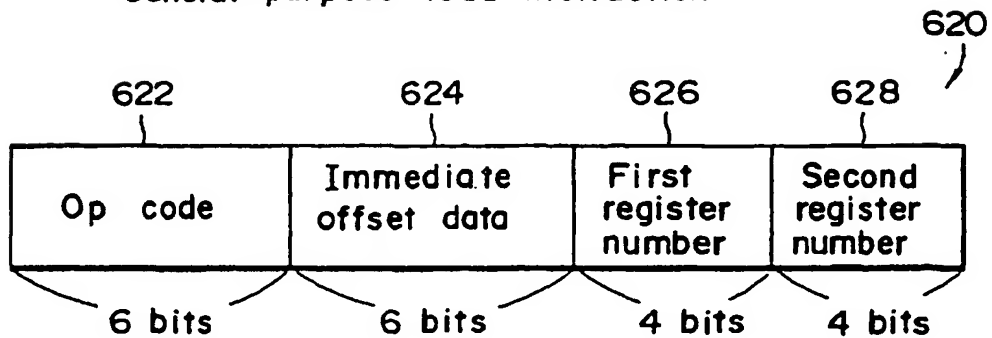 purpose
620
622 624 626 628
Op code
Immediate
offset data
First
register
number
Second
register
number
6 bits 6 bits 4 bits 4 bits